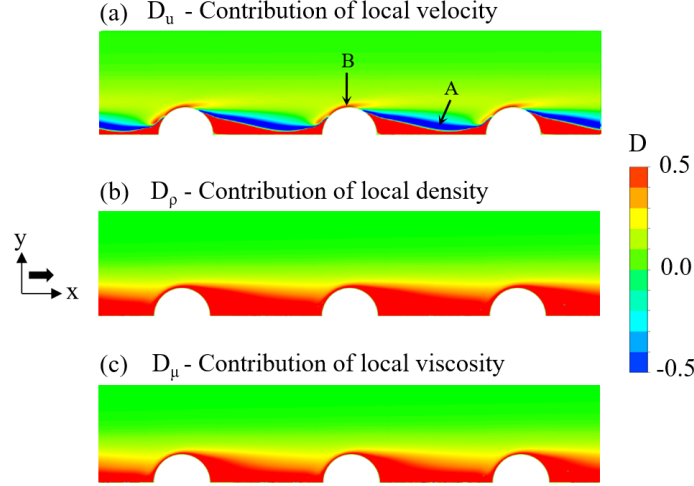 (a) D_u - Contribution of local velocity
B
A
D
0.5
(b) D_ρ - Contribution of local density
y
0.0
x
(c) D_μ - Contribution of local viscosity
-0.5